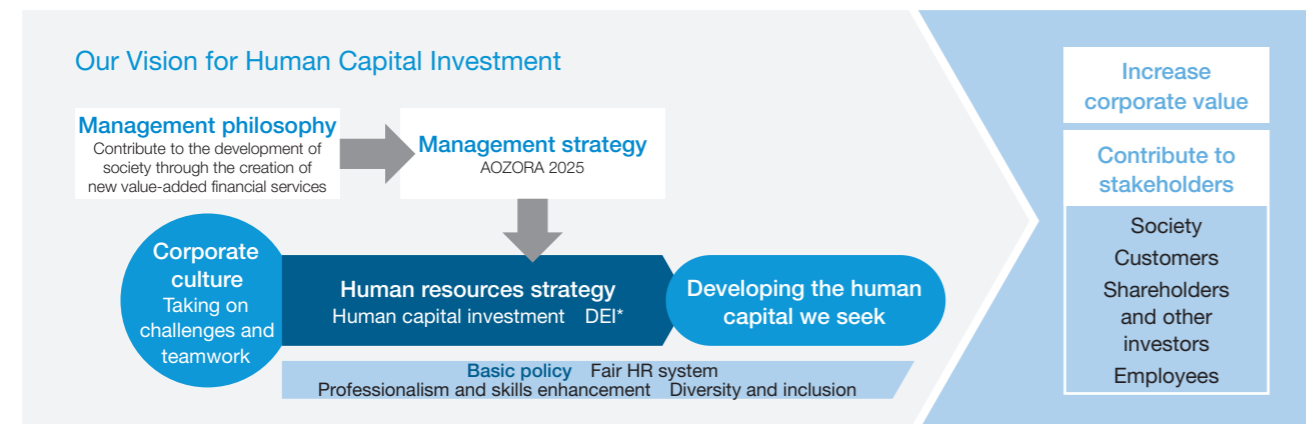 Our Vision for Human Capital Investment
Management philosophy
Contribute to the development of
society through the creation of
new value-added financial services
Management strategy
AOZORA 2025
Corporate
culture
Taking on
challenges and
teamwork
Human resources strategy
Human capital investment DEI*
Developing the human
capital we seek
Basic policy Fair HR system
Professionalism and skills enhancement Diversity and inclusion
Increase
corporate value
Contribute to
stakeholders
Society
Customers
Shareholders
and other
investors
Employees